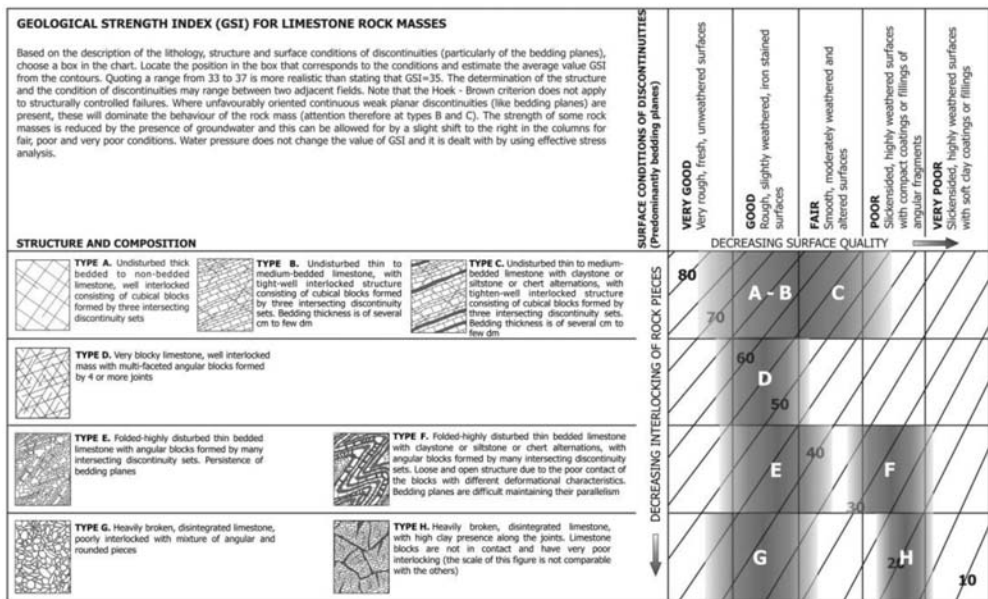 GEOLOGICAL STRENGTH INDEX (GSI) FOR LIMESTONE ROCK MASSES
Based on the description of the lithology, structure and surface conditions of discontinuities (particularly of the bedding planes),
choose a box in the chart. Locate the position in the box that corresponds to the conditions and estimate the average value GSI
from the contours. Quoting a range from 33 to 37 is more realistic than stating that GSI=35. The determination of the structure
and the condition of discontinuities may range between two adjacent fields. Note that the Hoek - Brown criterion does not apply
to structurally controlled failures. Where unfavourably oriented continuous weak planar discontinuities (like bedding planes) are
present, these will dominate the behaviour of the rock mass (attention therefore at types B and C). The strength of some rock
masses is reduced by the presence of groundwater and this can be allowed for by a slight shift to the right in the columns for
fair, poor and very poor conditions. Water pressure does not change the value of GSI and it is dealt with by using effective stress
analysis.
SURFACE CONDITIONS OF DISCONTINUITIES
(Predominantly bedding planes)
VERY GOOD
Very rough, fresh, unweathered surfaces
GOOD
Rough, slightly weathered, iron stained
surfaces
FAIR
Smooth, moderately weathered and
altered surfaces
POOR
Slickensided, highly weathered surfaces
with compact coatings or fillings of
angular fragments
VERY POOR
Slickensided, highly weathered surfaces
with soft clay coatings or fillings
STRUCTURE AND COMPOSITION
DECREASING SURFACE QUALITY
TYPE A. Undisturbed thick
bedded to non-bedded
limestone, well interlocked
consisting of cubical blocks
formed by three intersecting
discontinuity sets
TYPE B. Undisturbed thin to
medium-bedded limestone, with
tight-well interlocked structure
consisting of cubical blocks formed
by three intersecting discontinuity
sets. Bedding thickness is of several
cm to few dm
TYPE C. Undisturbed thin to medium-
bedded limestone with claystone or
siltstone or chert alternations, with
tighten-well interlocked structure
consisting of cubical blocks formed by
three intersecting discontinuity sets.
Bedding thickness is of several cm to
few dm
TYPE D. Very blocky limestone, well interlocked
mass with multi-faceted angular blocks formed
by 4 or more joints
TYPE E. Folded-highly disturbed thin bedded
limestone with angular blocks formed by many
intersecting discontinuity sets. Persistence of
bedding planes
TYPE F. Folded-highly disturbed thin bedded limestone
with claystone or siltstone or chert alternations, with
angular blocks formed by many intersecting discontinuity
sets. Loose and open structure due to the poor contact of
the blocks with different deformational characteristics.
Bedding planes are difficult maintaining their parallelism
TYPE G. Heavily broken, disintegrated limestone,
poorly interlocked with mixture of angular and
rounded pieces
TYPE H. Heavily broken, disintegrated limestone,
with high clay presence along the joints. Limestone
blocks are not in contact and have very poor
interlocking (the scale of this figure is not comparable
with the others)
DECREASING INTERLOCKING OF ROCK PIECES
80
A - B
C
70
60
D
50
40
E
F
30
G
H
20
10